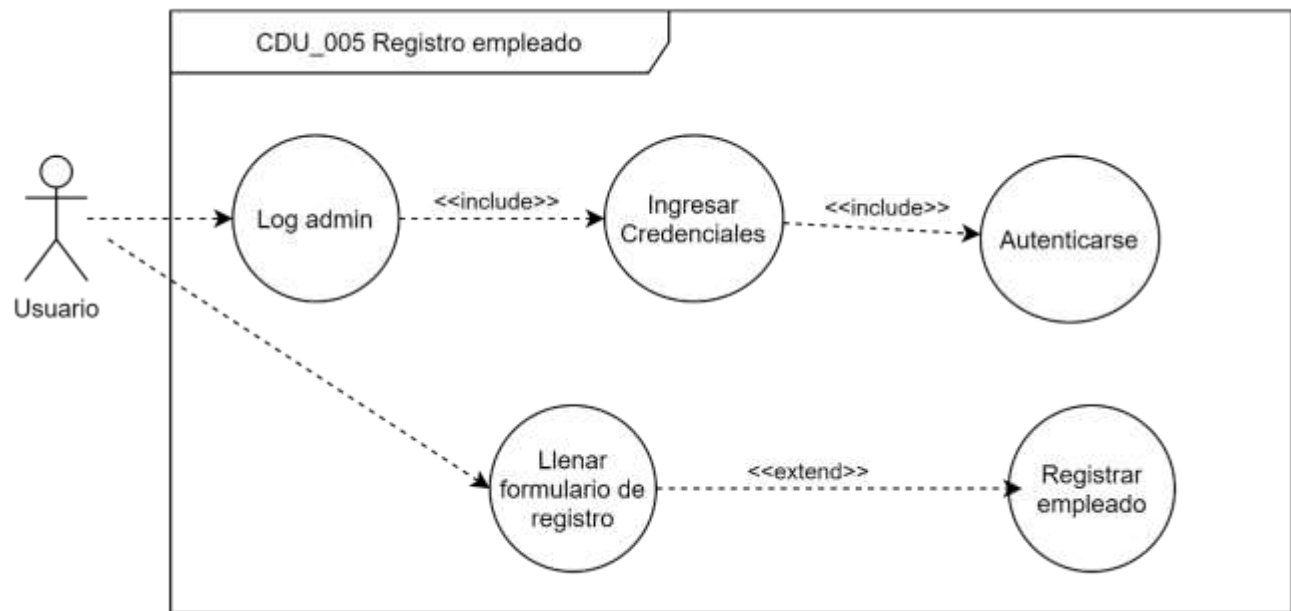 CDU_005 Registro empleado
Usuario
Log admin
<<include>>
Ingresar
Credenciales
<<include>>
Autenticarse
Llenar
formulario de
registro
<<extend>>
Registrar
empleado